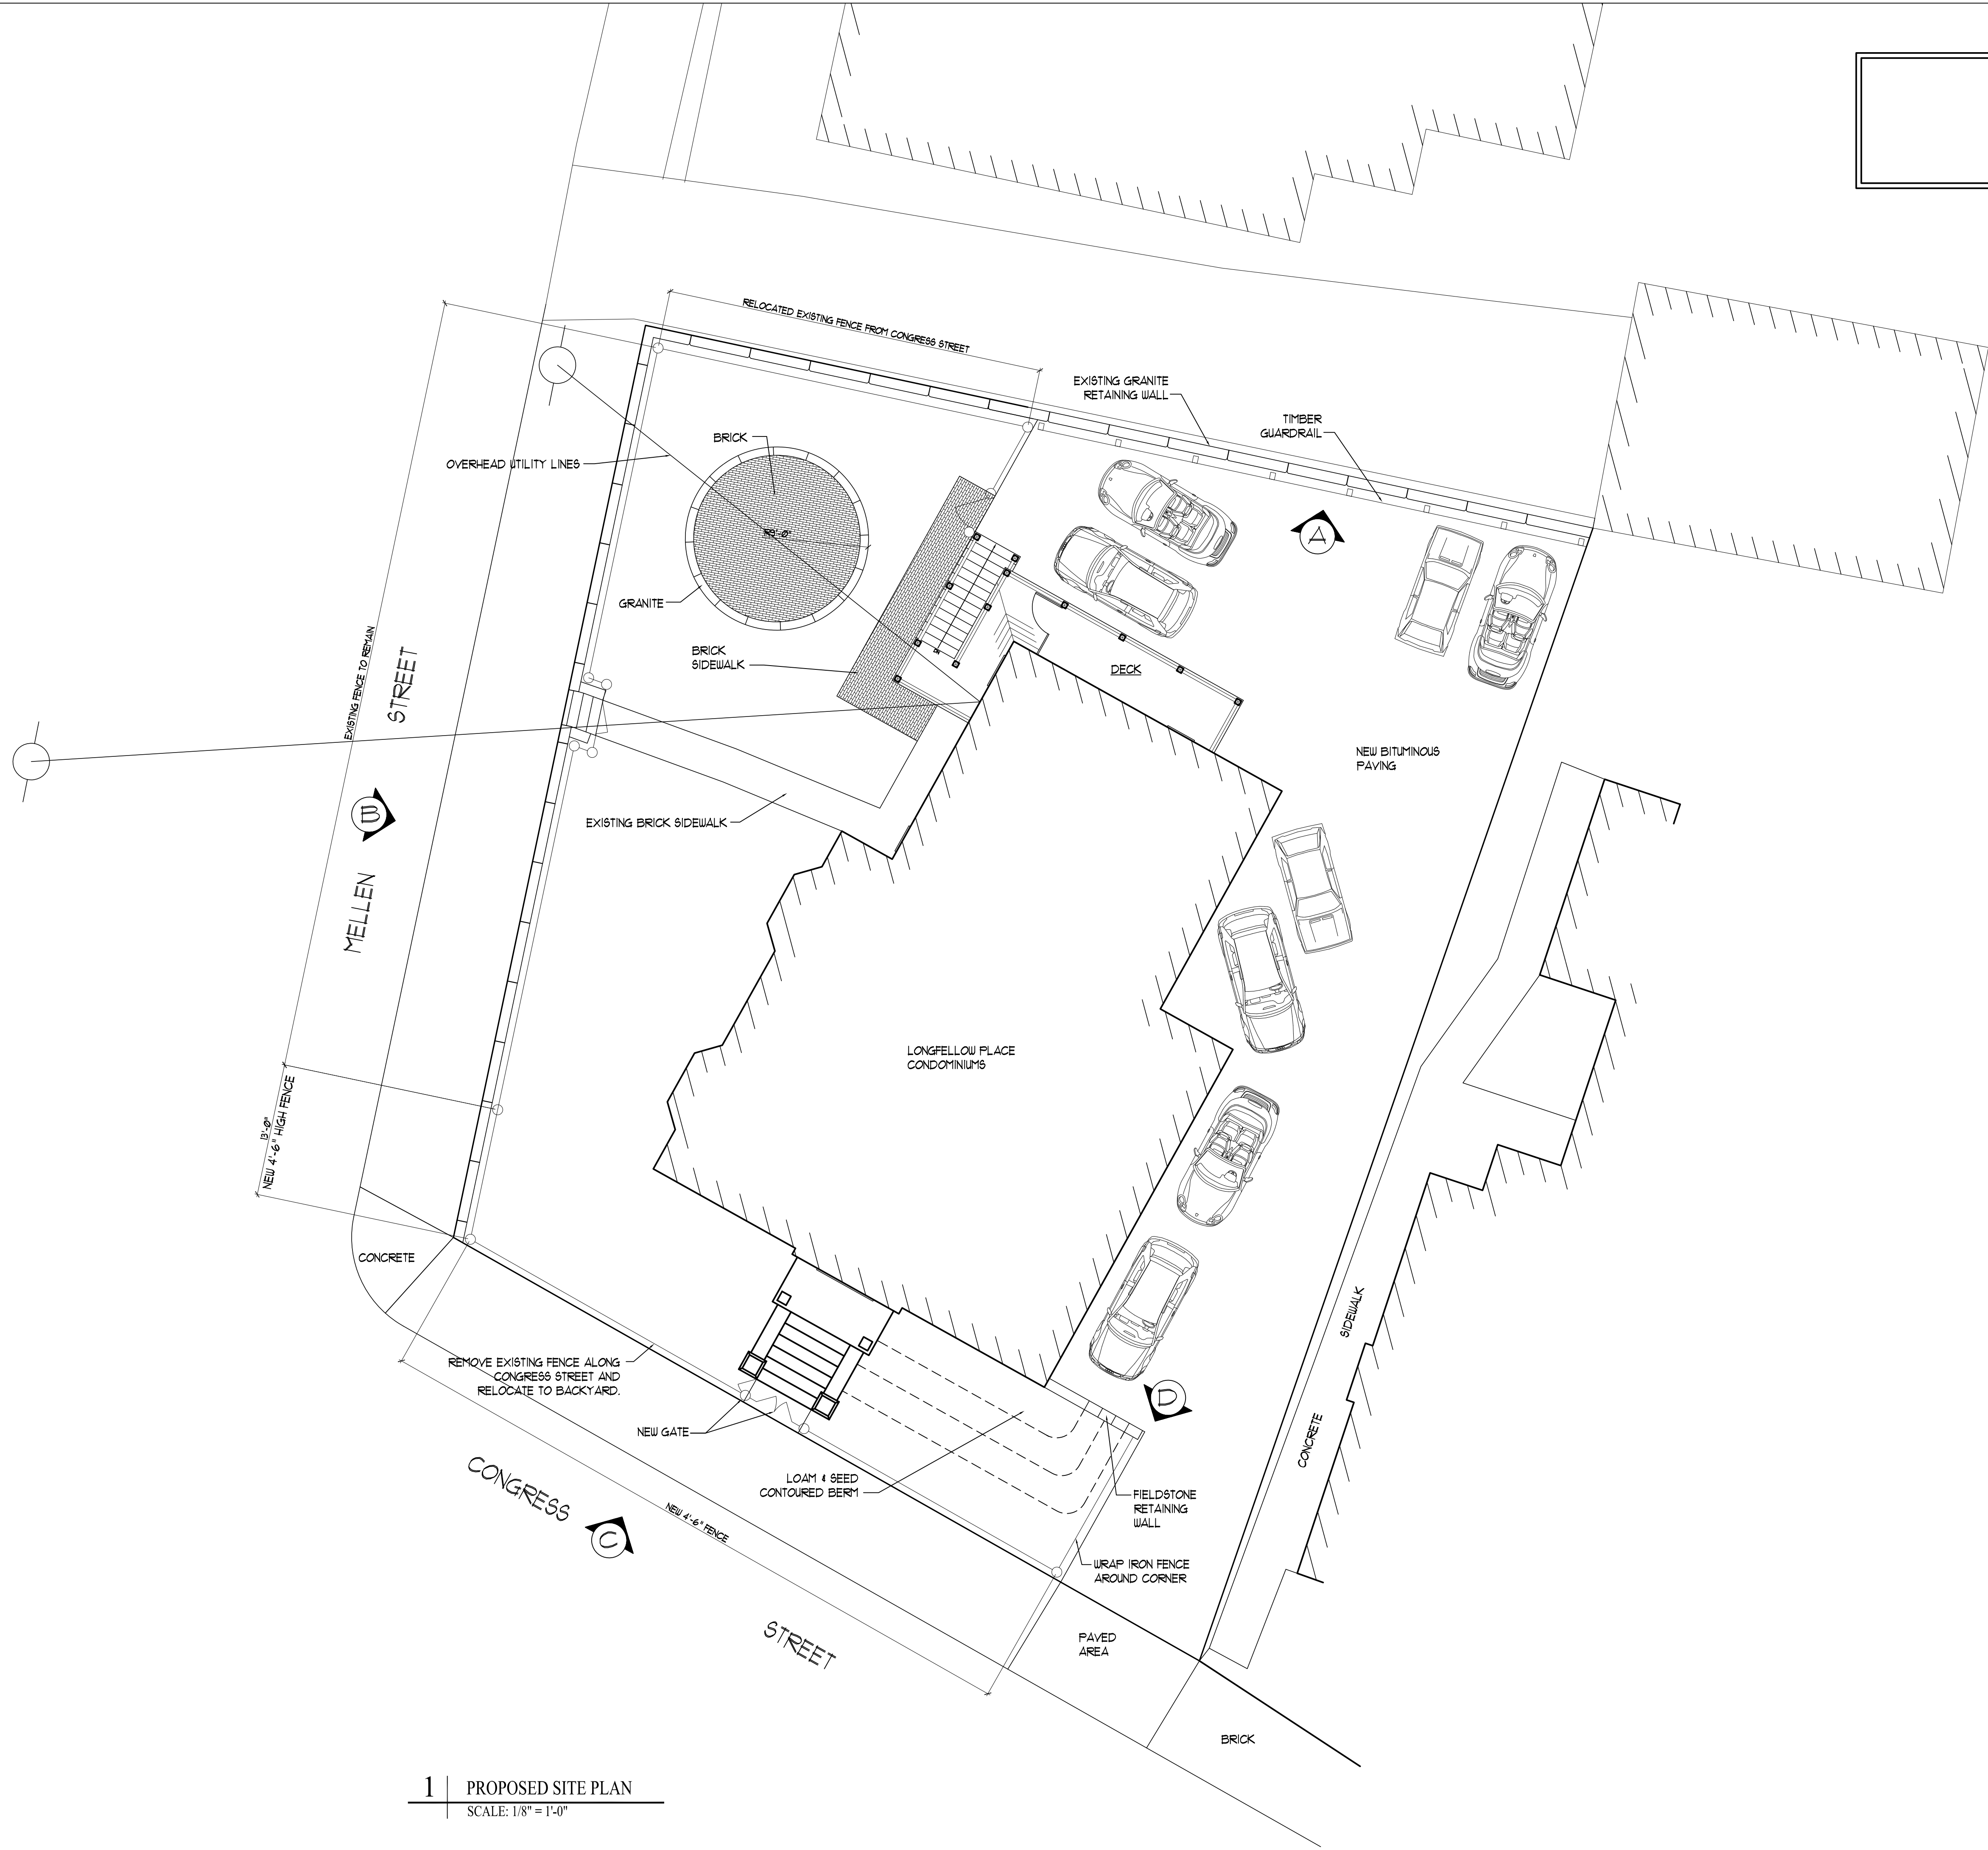 RELOCATED EXISTING FENCE FROM CONGRESS STREET
EXISTING GRANITE
RETAINING WALL
TIMBER
GUARDRAIL
BRICK
OVERHEAD UTILITY LINES
A
GRANITE
BRICK
SIDEWALK
DN
DECK
EXISTING FENCE TO REMAIN
MELLEN STREET
B
NEW BITUMINOUS
PAVING
EXISTING BRICK SIDEWALK
LONGFELLOW PLACE
CONDOMINIUMS
13'-0"
NEW 4'-6" HIGH FENCE
CONCRETE
CONCRETE SIDEWALK
REMOVE EXISTING FENCE ALONG
CONGRESS STREET AND
RELOCATE TO BACKYARD.
D
NEW GATE
LOAM & SEED
CONTOURED BERM
FIELDSTONE
RETAINING
WALL
CONGRESS STREET
C
NEW 4'-6" FENCE
WRAP IRON FENCE
AROUND CORNER
PAVED
AREA
BRICK
1 PROPOSED SITE PLAN
SCALE: 1/8" = 1'-0"